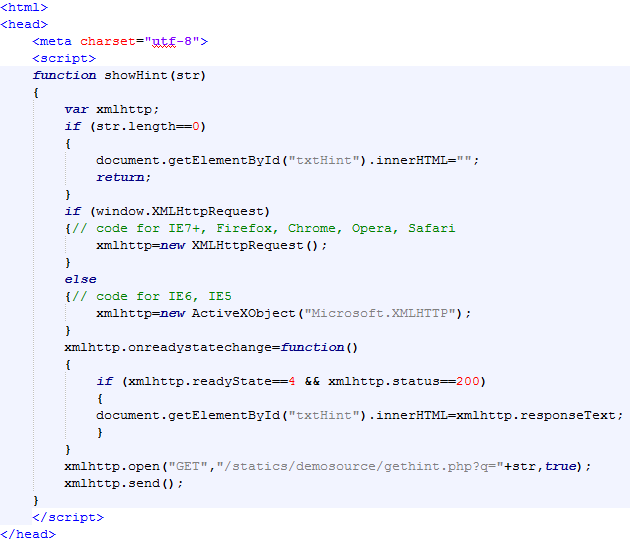 <html>
<head>
    <meta charset="utf-8">
    <script>
    function showHint(str)
    {
        var xmlhttp;
        if (str.length==0)
        {
            document.getElementById("txtHint").innerHTML="";
            return;
        }
        if (window.XMLHttpRequest)
        {// code for IE7+, Firefox, Chrome, Opera, Safari
            xmlhttp=new XMLHttpRequest();
        }
        else
        {// code for IE6, IE5
            xmlhttp=new ActiveXObject("Microsoft.XMLHTTP");
        }
        xmlhttp.onreadystatechange=function()
        {
            if (xmlhttp.readyState==4 && xmlhttp.status==200)
            {
            document.getElementById("txtHint").innerHTML=xmlhttp.responseText;
            }
        }
        xmlhttp.open("GET","/statics/demosource/gethint.php?q="+str,true);
        xmlhttp.send();
    }
    </script>
</head>